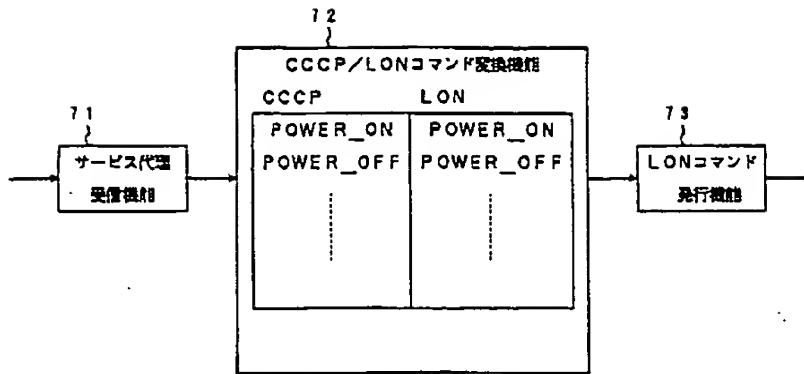 72
CCCP／LONコマンド変換機能
CCCP LON
71
73
POWER_ON POWER_ON
サービス代理
受信機能
POWER_OFF POWER_OFF
LONコマンド
発行機能